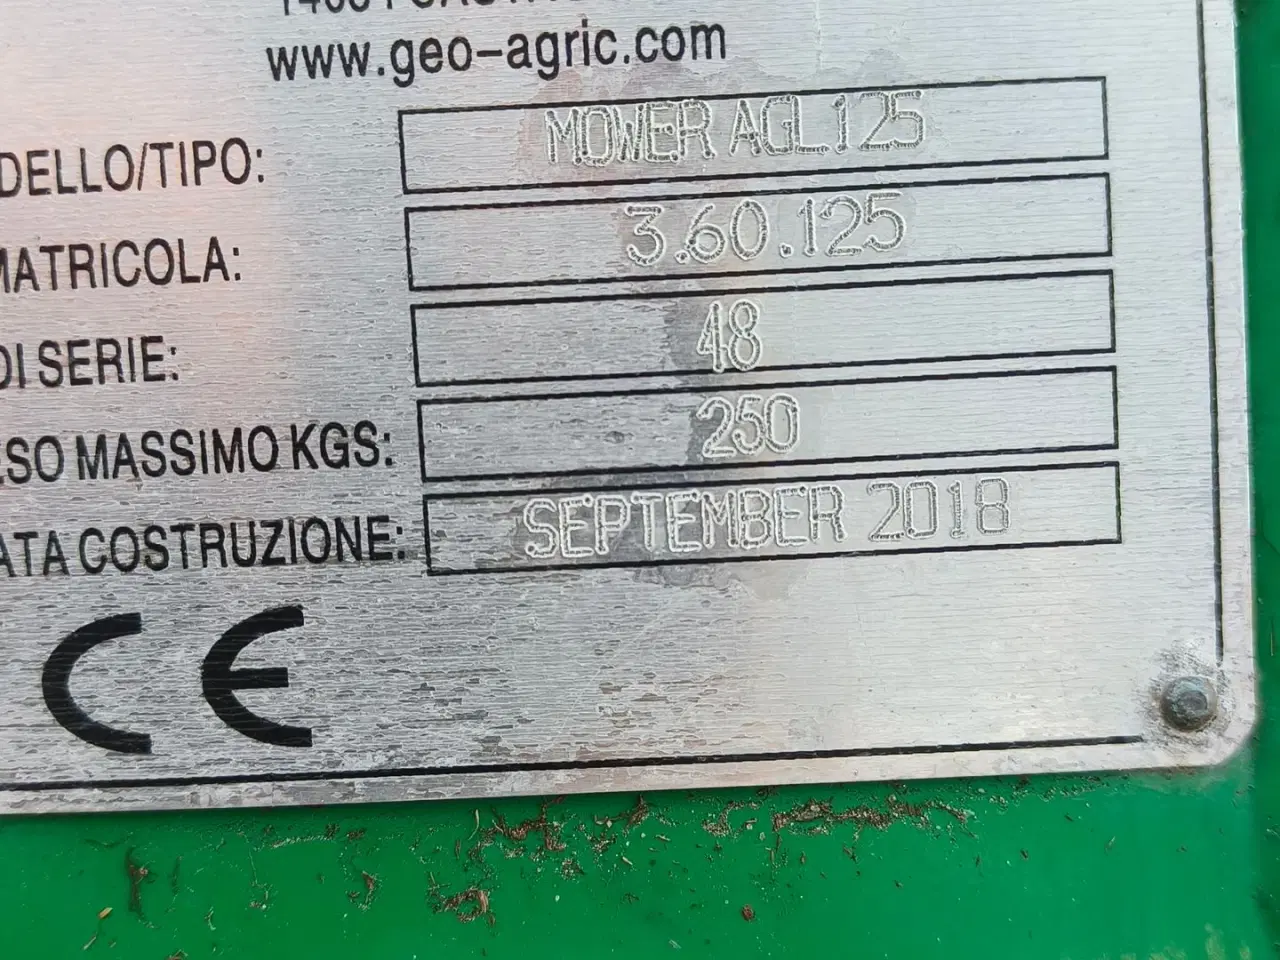 www.geo-agric.com
DELLO/TIPO: MOWER AGL125
MATRICOLA: 3.60.125
DI SERIE: 48
ESO MASSIMO KGS: 250
ATA COSTRUZIONE: SEPTEMBER 2018
CE